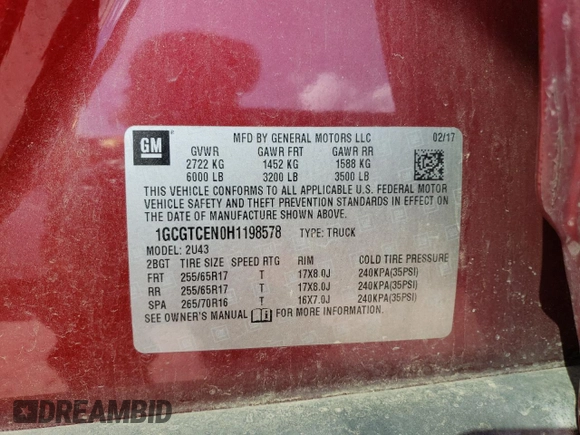 GM
MFD BY GENERAL MOTORS LLC 02/17
GVWR GAWR FRT GAWR RR
2722 KG 1452 KG 1588 KG
6000 LB 3200 LB 3500 LB
THIS VEHICLE CONFORMS TO ALL APPLICABLE U.S. FEDERAL MOTOR
VEHICLE SAFETY AND THEFT PREVENTION STANDARDS IN EFFECT ON THE
DATE OF MANUFACTURE SHOWN ABOVE.
1GCGTCEN0H1198578 TYPE: TRUCK
MODEL: 2U43
2BGT TIRE SIZE SPEED RTG RIM COLD TIRE PRESSURE
FRT 255/65R17 T 17X8.0J 240KPA(35PSI)
RR 255/65R17 T 17X8.0J 240KPA(35PSI)
SPA 265/70R16 T 16X7.0J 240KPA(35PSI)
SEE OWNER'S MANUAL FOR MORE INFORMATION.
DREAMBID